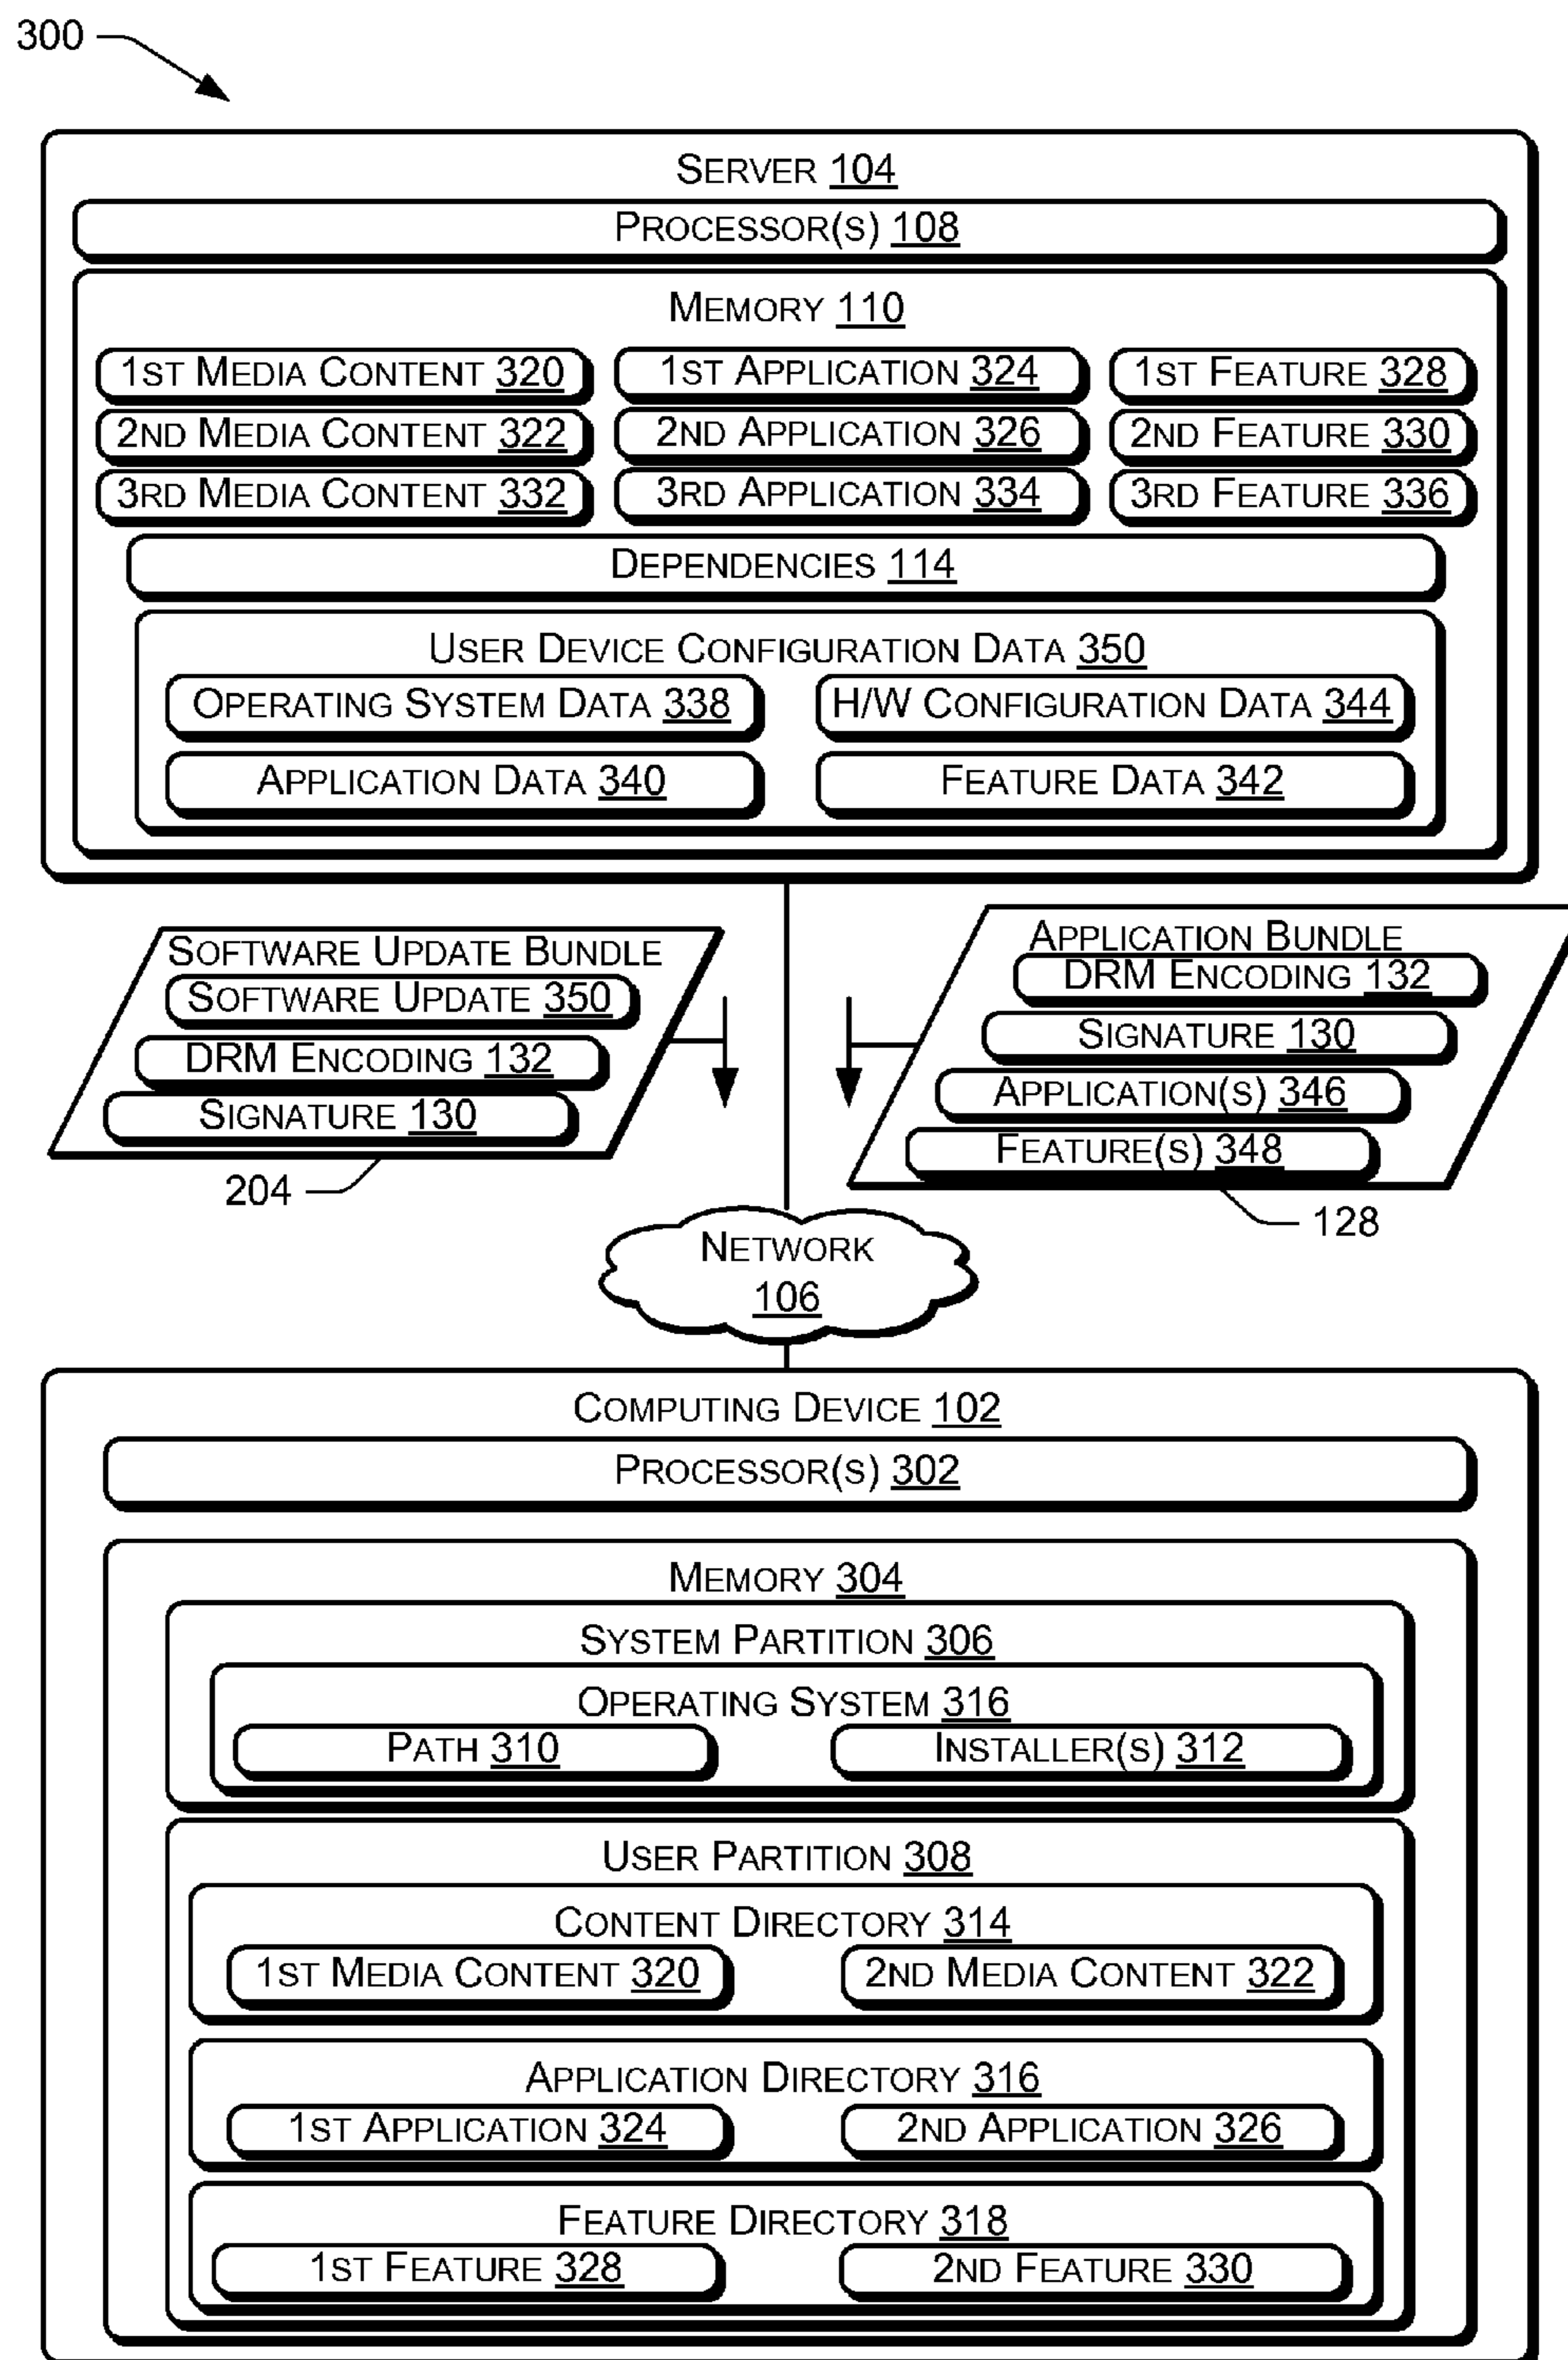 300
SERVER 104
PROCESSOR(S) 108
MEMORY 110
1ST MEDIA CONTENT 320
1ST APPLICATION 324
1ST FEATURE 328
2ND MEDIA CONTENT 322
2ND APPLICATION 326
2ND FEATURE 330
3RD MEDIA CONTENT 332
3RD APPLICATION 334
3RD FEATURE 336
DEPENDENCIES 114
USER DEVICE CONFIGURATION DATA 350
OPERATING SYSTEM DATA 338
H/W CONFIGURATION DATA 344
APPLICATION DATA 340
FEATURE DATA 342
SOFTWARE UPDATE BUNDLE
SOFTWARE UPDATE 350
DRM ENCODING 132
SIGNATURE 130
204
APPLICATION BUNDLE
DRM ENCODING 132
SIGNATURE 130
APPLICATION(S) 346
FEATURE(S) 348
128
NETWORK
106
COMPUTING DEVICE 102
PROCESSOR(S) 302
MEMORY 304
SYSTEM PARTITION 306
OPERATING SYSTEM 316
PATH 310
INSTALLER(S) 312
USER PARTITION 308
CONTENT DIRECTORY 314
1ST MEDIA CONTENT 320
2ND MEDIA CONTENT 322
APPLICATION DIRECTORY 316
1ST APPLICATION 324
2ND APPLICATION 326
FEATURE DIRECTORY 318
1ST FEATURE 328
2ND FEATURE 330